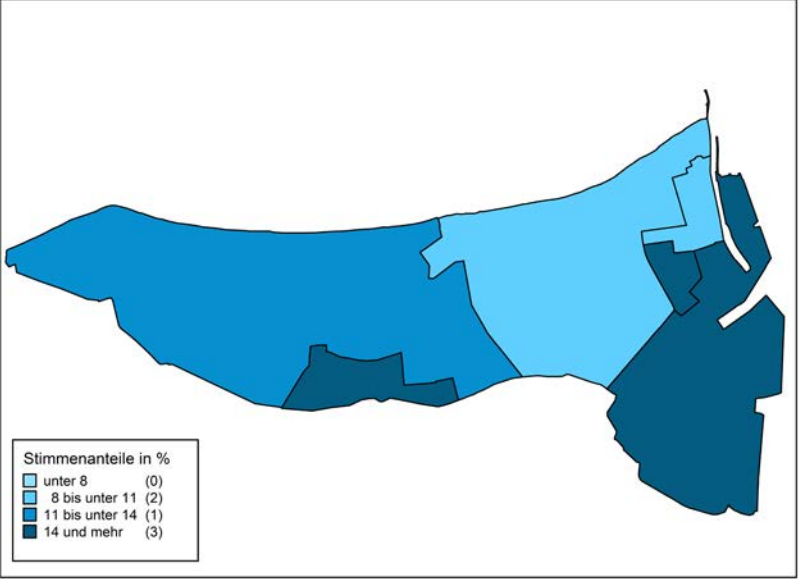 Stimmenanteile in %
unter 8 (0)
8 bis unter 11 (2)
11 bis unter 14 (1)
14 und mehr (3)